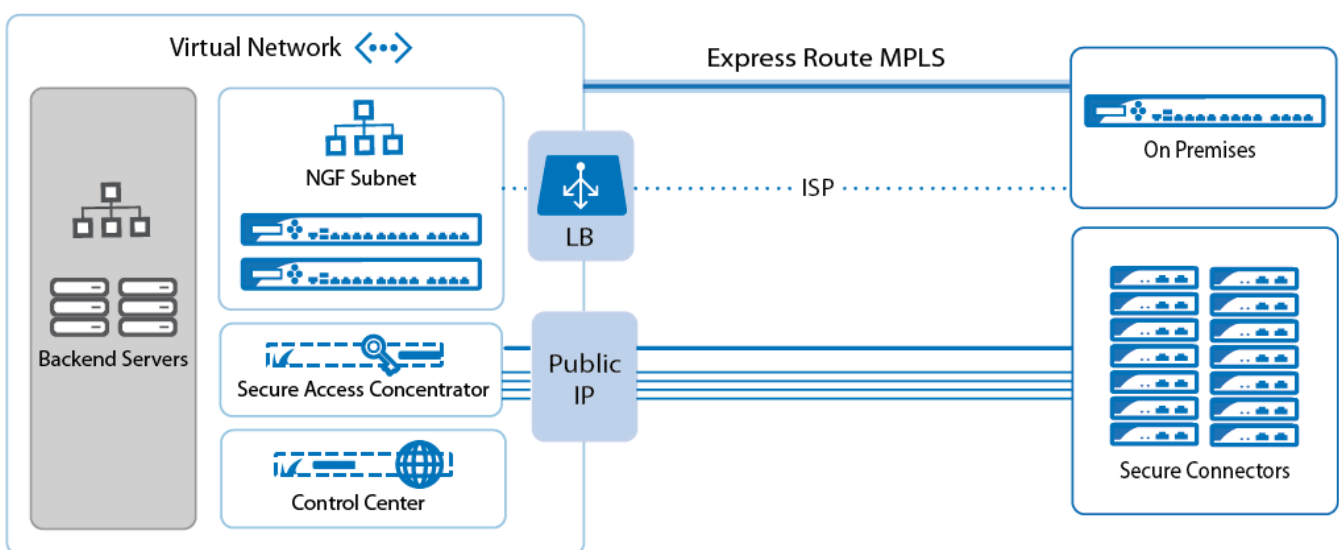 Virtual Network
Express Route MPLS
NGF Subnet
On Premises
ISP
LB
Backend Servers
Public
IP
Secure Access Concentrator
Secure Connectors
Control Center